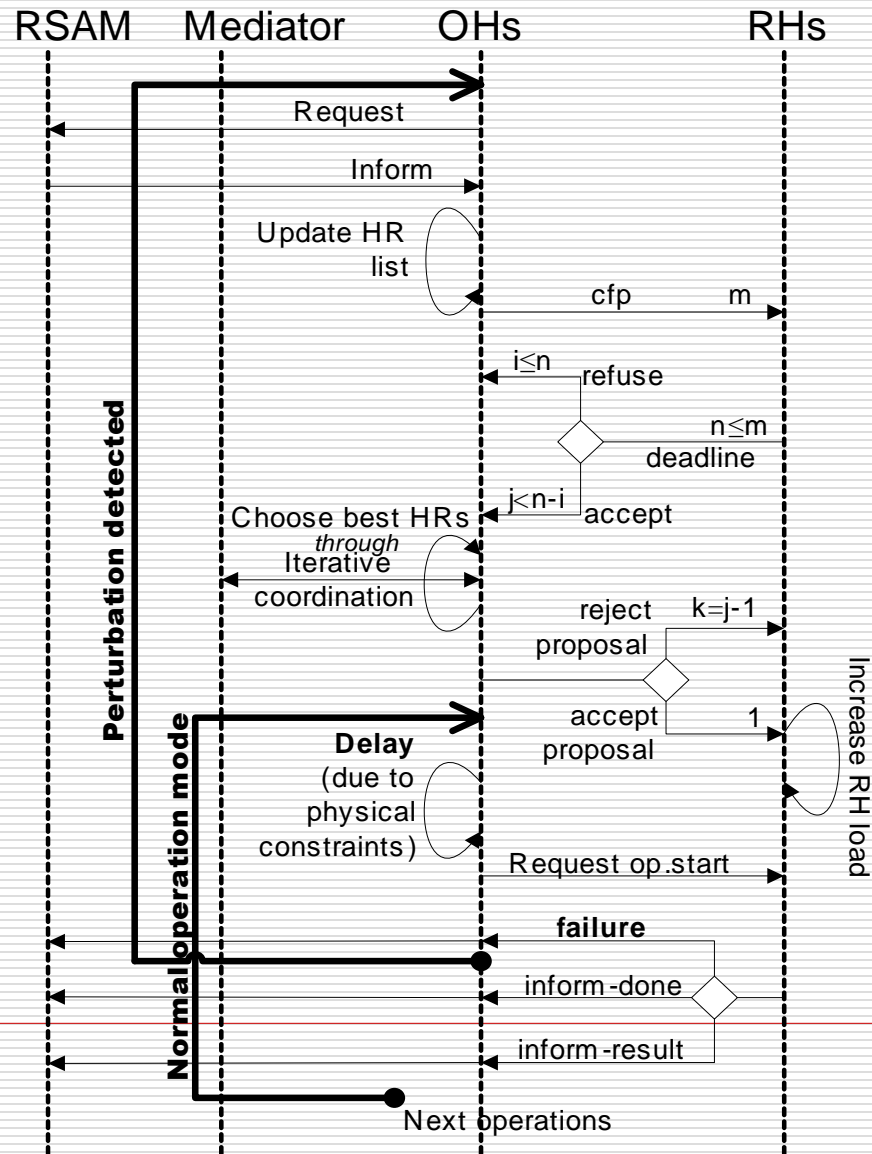 RSAM Mediator OHs RHs
Request
Inform
Update HR
list
cfp m
i≤n
refuse
n≤m
deadline
j<n-i
accept
Choose best HRs
through
Iterative
coordination
reject
proposal
k=j-1
accept
proposal
1
Increase RH load
Perturbation detected
Normal operation mode
Delay
(due to
physical
constraints)
Request op.start
failure
inform-done
inform-result
Next operations